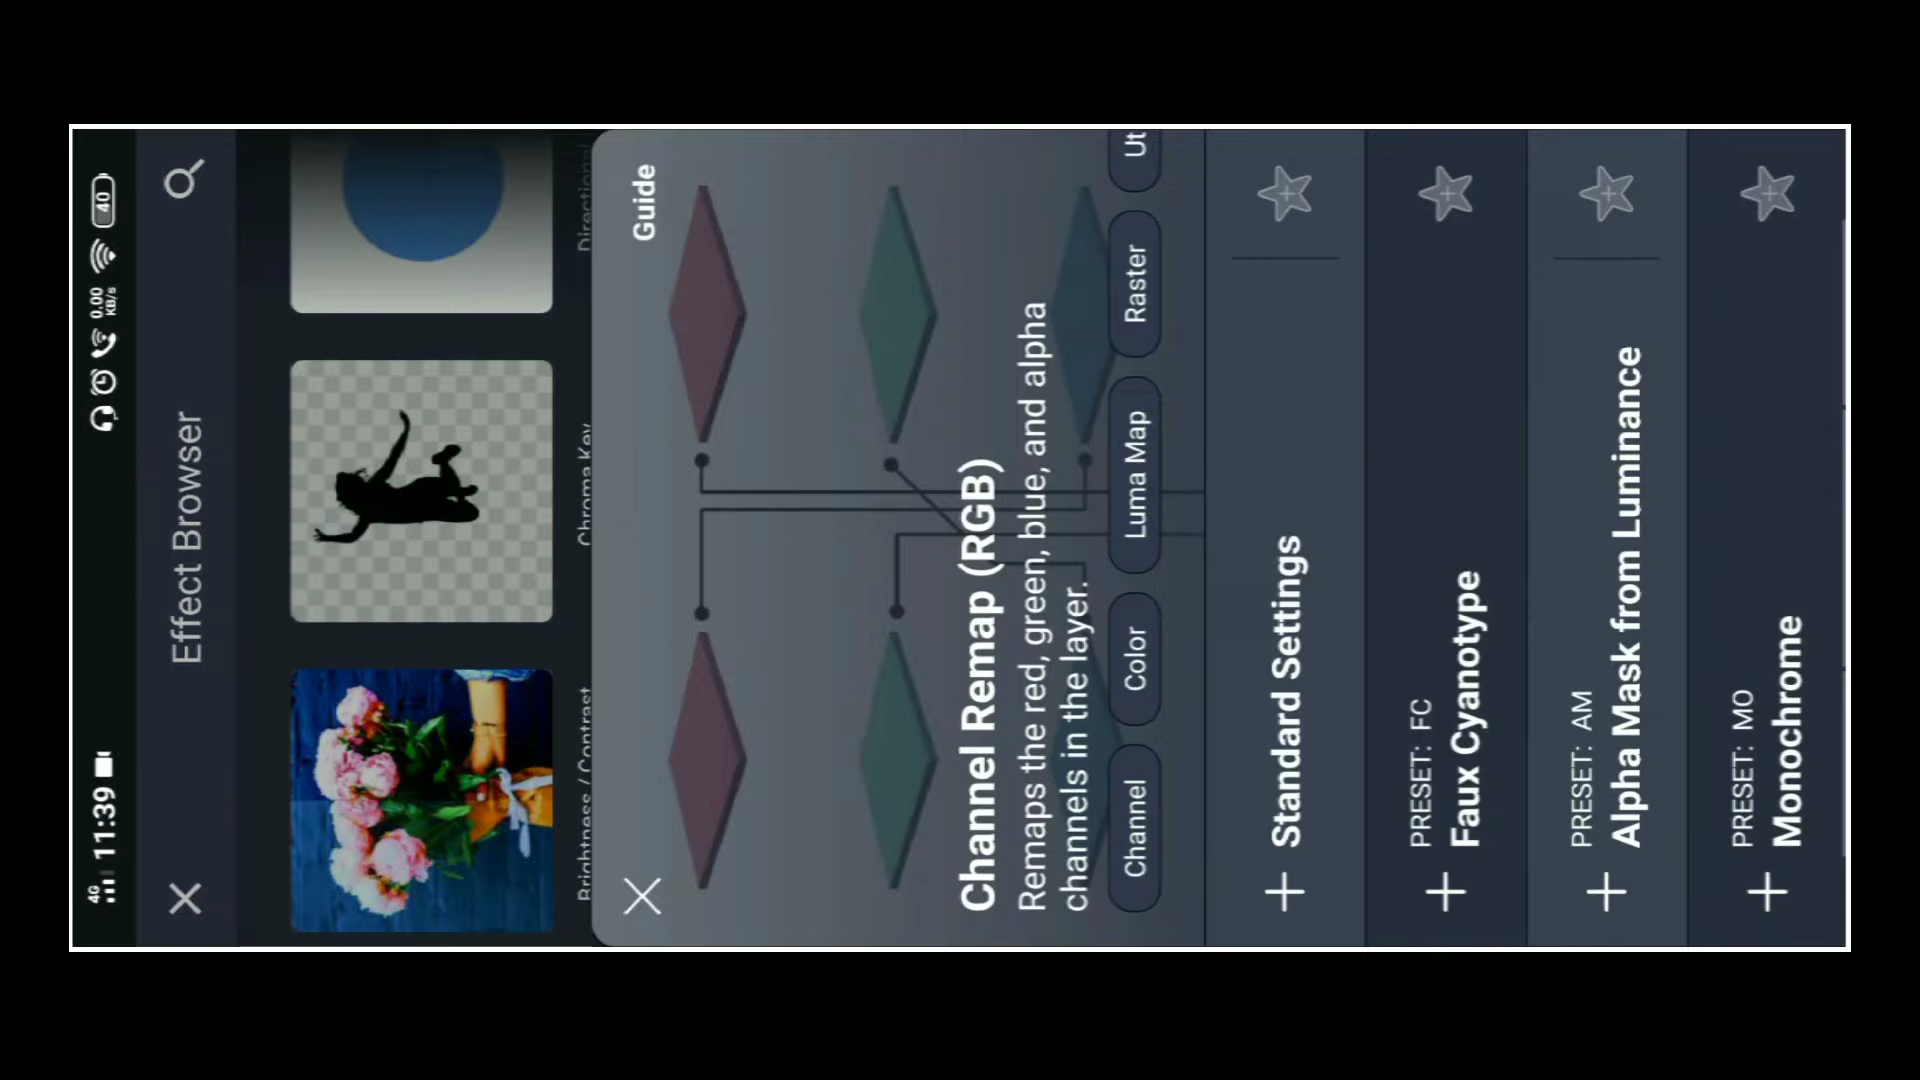 4G 11:39 0.00 KB/s 40
Effect Browser
Brightness / Contrast
Chroma Key
Directional
Guide
Channel Remap (RGB)
Remaps the red, green, blue, and alpha
channels in the layer.
Channel Color Luma Map Raster Ut
Standard Settings
PRESET: FC
Faux Cyanotype
PRESET: AM
Alpha Mask from Luminance
PRESET: MO
Monochrome